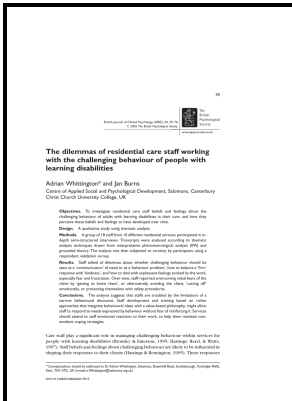 59
The
British
Psychological
Society
British Journal of Clinical Psychology (2005), 44, 59–76
© 2005 The British Psychological Society
www.bpsjournals.co.uk
The dilemmas of residential care staff working
with the challenging behaviour of people with
learning disabilities
Adrian Whittington* and Jan Burns
Centre of Applied Social and Psychological Development, Salomons, Canterbury
Christ Church University College, UK
Objectives. To investigate residential care staff beliefs and feelings about the
challenging behaviour of adults with learning disabilities in their care, and how they
perceive these beliefs and feelings to have developed over time.
Design. A qualitative study using thematic analysis.
Methods. A group of 18 staff from 10 different residential services participated in in-
depth semi-structured interviews. Transcripts were analysed according to thematic
analysis techniques drawn from interpretative phenomenological analysis (IPA) and
grounded theory. The analysis was then subjected to scrutiny by participants using a
respondent validation survey.
Results. Staff talked of dilemmas about whether challenging behaviour should be
seen as a 'communication' of need or as a 'behaviour problem', how to balance a 'firm'
response with 'kindness', and how to deal with unpleasant feelings evoked by the work,
especially fear and frustration. Over time, staff reported overcoming initial fears of the
client by 'getting to know' them, or alternatively, avoiding the client, 'cutting off'
emotionally, or protecting themselves with safety procedures.
Conclusions. The analysis suggests that staff are troubled by the limitations of a
narrow behavioural discourse. Staff development and training based on richer
approaches that integrate behavioural ideas with a value-based philosophy, might allow
staff to respond to needs expressed by behaviour without fear of reinforcing it. Services
should attend to staff emotional reactions to their work, to help them maintain non-
avoidant coping strategies.
Care staff play a significant role in managing challenging behaviour within services for
people with learning disabilities (Bromley & Emerson, 1995; Hastings, Reed, & Watts,
1997). Staff beliefs and feelings about challenging behaviour are likely to be influential in
shaping their responses to their clients (Hastings & Remington, 1995). These responses